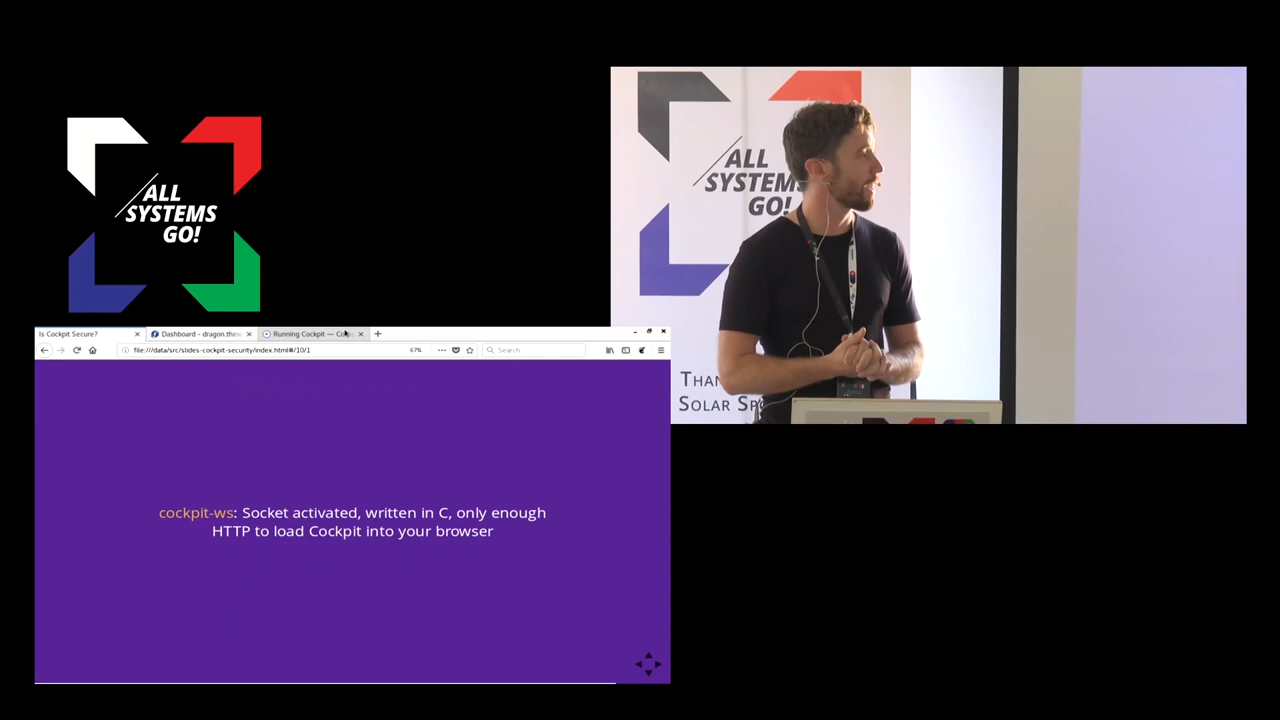 ALL
SYSTEMS
GO!
ALL
SYSTEMS
GO!
THAN
SOLAR SP
Is Cockpit Secure?
Dashboard - dragon.thew
Running Cockpit — Co
file:///data/src/slides-cockpit-security/index.html#/10/1
67%
Search
cockpit-ws: Socket activated, written in C, only enough
HTTP to load Cockpit into your browser